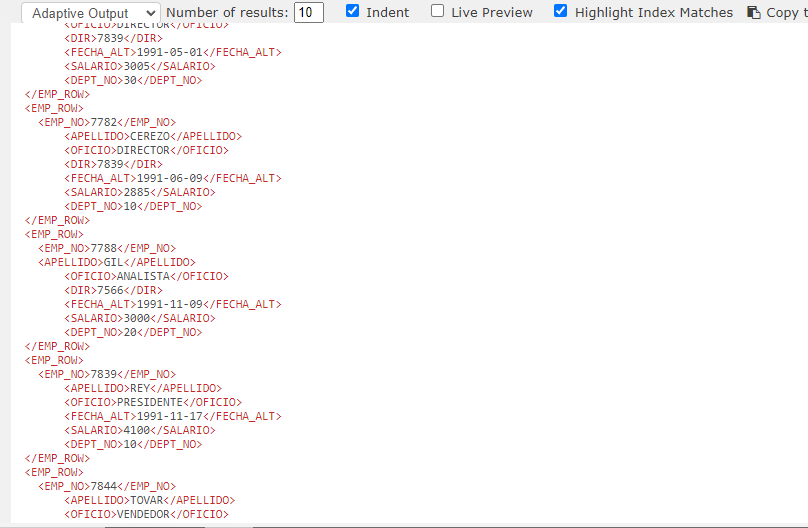 Adaptive Output Number of results: 10 Indent Live Preview Highlight Index Matches Copy t
<OFICIO>DIRECTOR</OFICIO>
<DIR>7839</DIR>
<FECHA_ALT>1991-05-01</FECHA_ALT>
<SALARIO>3005</SALARIO>
<DEPT_NO>30</DEPT_NO>
</EMP_ROW>
<EMP_ROW>
<EMP_NO>7782</EMP_NO>
<APELLIDO>CEREZO</APELLIDO>
<OFICIO>DIRECTOR</OFICIO>
<DIR>7839</DIR>
<FECHA_ALT>1991-06-09</FECHA_ALT>
<SALARIO>2885</SALARIO>
<DEPT_NO>10</DEPT_NO>
</EMP_ROW>
<EMP_ROW>
<EMP_NO>7788</EMP_NO>
<APELLIDO>GIL</APELLIDO>
<OFICIO>ANALISTA</OFICIO>
<DIR>7566</DIR>
<FECHA_ALT>1991-11-09</FECHA_ALT>
<SALARIO>3000</SALARIO>
<DEPT_NO>20</DEPT_NO>
</EMP_ROW>
<EMP_ROW>
<EMP_NO>7839</EMP_NO>
<APELLIDO>REY</APELLIDO>
<OFICIO>PRESIDENTE</OFICIO>
<FECHA_ALT>1991-11-17</FECHA_ALT>
<SALARIO>4100</SALARIO>
<DEPT_NO>10</DEPT_NO>
</EMP_ROW>
<EMP_ROW>
<EMP_NO>7844</EMP_NO>
<APELLIDO>TOVAR</APELLIDO>
<OFICIO>VENDEDOR</OFICIO>